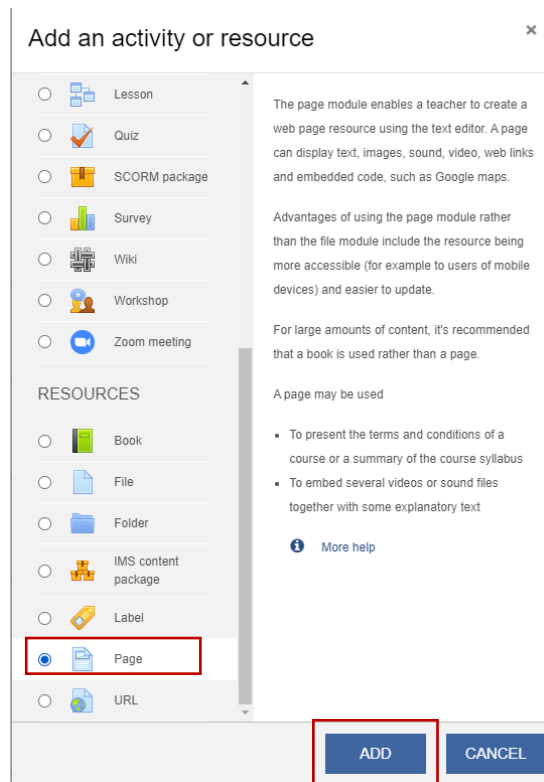 Add an activity or resource
×
Lesson
Quiz
SCORM package
Survey
Wiki
Workshop
Zoom meeting
RESOURCES
Book
File
Folder
IMS content
package
Label
Page
URL
The page module enables a teacher to create a
web page resource using the text editor. A page
can display text, images, sound, video, web links
and embedded code, such as Google maps.
Advantages of using the page module rather
than the file module include the resource being
more accessible (for example to users of mobile
devices) and easier to update.
For large amounts of content, it's recommended
that a book is used rather than a page.
A page may be used
• To present the terms and conditions of a
course or a summary of the course syllabus
• To embed several videos or sound files
together with some explanatory text
More help
ADD
CANCEL